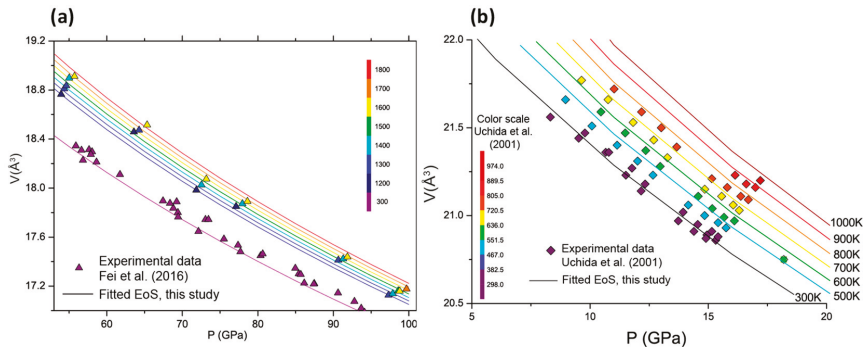 (a)
19.2
18.8
18.4
18.0
17.6
17.2
V(Å³)
60
70
80
90
100
P (GPa)
1800
1700
1600
1500
1400
1300
1200
300
Experimental data
Fei et al. (2016)
Fitted EoS, this study
(b)
22.0
21.5
21.0
20.5
V(Å³)
5
10
15
20
P (GPa)
Color scale
Uchida et al.
(2001)
974.0
889.5
805.0
720.5
636.0
551.5
467.0
382.5
298.0
Experimental data
Uchida et al. (2001)
Fitted EoS, this study
1000K
900K
800K
700K
600K
500K
300K